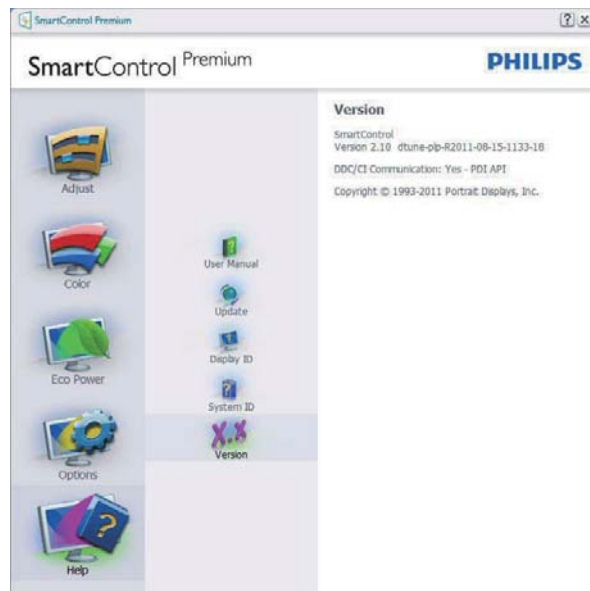 SmartControl Premium
SmartControl Premium
PHILIPS
Adjust
Color
Eco Power
Options
Help
User Manual
Update
Display ID
System ID
Version
Version
SmartControl
Version 2.10 dtune-plp-R2011-08-15-1133-18
DDC/CI Communication: Yes - PDI API
Copyright © 1993-2011 Portrait Displays, Inc.